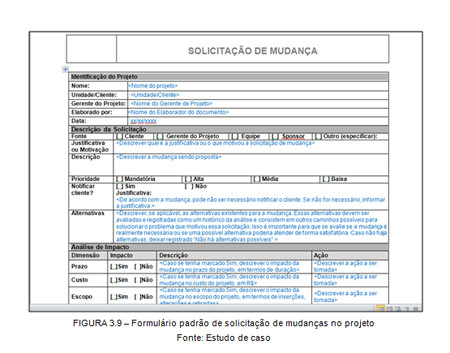 SOLICITAÇÃO DE MUDANÇA
Identificação do Projeto
Nome: <Nome do projeto>
Unidade/Cliente: <Unidade/Cliente>
Gerente do Projeto: <Nome do Gerente de Projeto>
Elaborado por: <Nome do Elaborador do documento>
Data: xx/xx/xxxx
Descrição da Solicitação
Fonte [ ] Cliente [ ] Gerente do Projeto [ ] Equipe [ ] Sponsor [ ] Outro (especificar):
Justificativa <Descrever qual é a justificativa ou o que motivou a solicitação de mudança>
ou Motivação
Descrição <Descrever a mudança sendo proposta>
Prioridade [ ] Mandatória [ ] Alta [ ] Média [ ] Baixa
Notificar [ ] Sim [ ] Não
cliente? Justificativa:
<De acordo com a mudança, pode não ser necessário notificar o cliente. Se não for necessário, informar
a justificativa.>
Alternativas <Descrever, se aplicável, as alternativas existentes para a mudança. Essas alternativas devem ser
avaliadas e registradas como um histórico da análise e consistem em outros caminhos possíveis para
solucionar o problema que motivou essa solicitação. Isso é importante para que se avalie se a mudança é
realmente necessária ou se uma possível alternativa poderia atender de forma satisfatória. Caso não haja
alternativas, deixar registrado "Não há alternativas possíveis".>
Análise de Impacto
Dimensão Impacto Descrição Ação
Prazo [ ]Sim [ ]Não <Caso se tenha marcado Sim, descrever o impacto da mudança no prazo do projeto, em termos de duração> <Descrever a ação a ser tomada>
Custo [ ]Sim [ ]Não <Caso se tenha marcado Sim, descrever o impacto da mudança no custo do projeto, em R$> <Descrever a ação a ser tomada>
Escopo [ ]Sim [ ]Não <Caso se tenha marcado Sim, descrever o impacto da mudança no escopo do projeto, em termos de inserções, alterações e retiradas> <Descrever a ação a ser tomada>
FIGURA 3.9 – Formulário padrão de solicitação de mudanças no projeto
Fonte: Estudo de caso